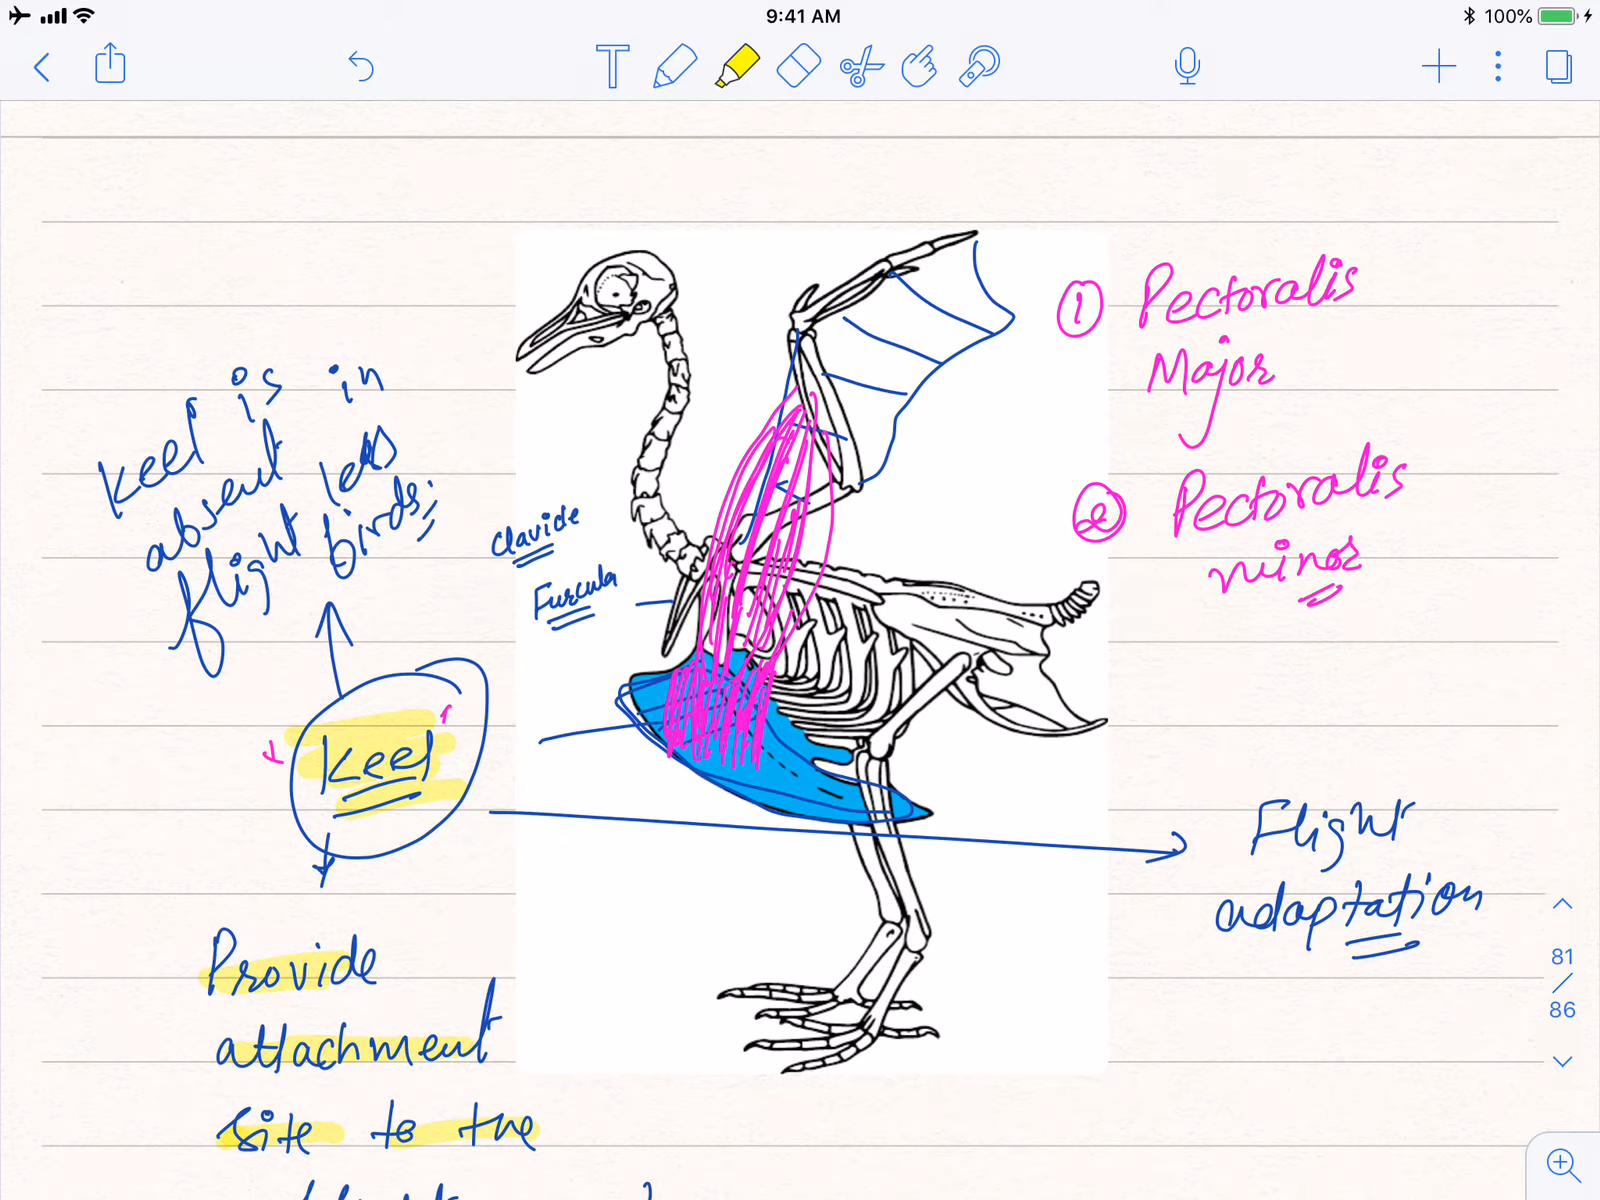 9:41 AM
100%
T
① Pectoralis
Major
② Pectoralis
minor
Keel is in
absent
flight less
birds;
Clavide
Furcula
Keel
Flight
adaptation
81
/
86
Provide
attachment
site to the